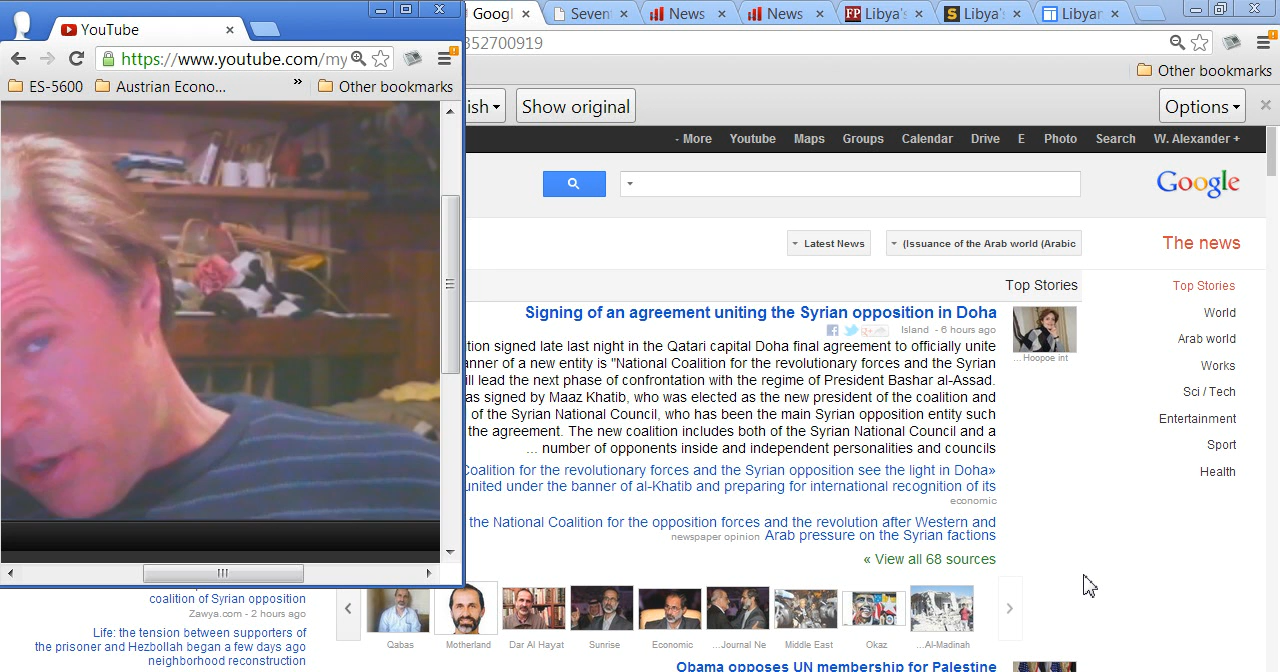 YouTube
https://www.youtube.com/my
ES-5600
Austrian Econo...
»
Other bookmarks
Googl
Seven
News
News
FP Libya's
S Libya's
Libyan
352700919
Other bookmarks
ish
Show original
Options
- More Youtube Maps Groups Calendar Drive E Photo Search W. Alexander +
Google
Latest News
(Issuance of the Arab world (Arabic
The news
Top Stories
Top Stories
World
Arab world
Works
Sci / Tech
Entertainment
Sport
Health
Signing of an agreement uniting the Syrian opposition in Doha
Island - 6 hours ago
...Hoopoe int
tion signed late last night in the Qatari capital Doha final agreement to officially unite
anner of a new entity is "National Coalition for the revolutionary forces and the Syrian
ill lead the next phase of confrontation with the regime of President Bashar al-Assad.
as signed by Maaz Khatib, who was elected as the new president of the coalition and
of the Syrian National Council, who has been the main Syrian opposition entity such
the agreement. The new coalition includes both of the Syrian National Council and a
... number of opponents inside and independent personalities and councils
Coalition for the revolutionary forces and the Syrian opposition see the light in Doha»
united under the banner of al-Khatib and preparing for international recognition of its
economic
the National Coalition for the opposition forces and the revolution after Western and
newspaper opinion Arab pressure on the Syrian factions
« View all 68 sources
Qabas
Motherland
Dar Al Hayat
Sunrise
Economic
...Journal Ne
Middle East
Okaz
...Al-Madinah
coalition of Syrian opposition
Zawya.com - 2 hours ago
Life: the tension between supporters of
the prisoner and Hezbollah began a few days ago
neighborhood reconstruction
Obama opposes UN membership for Palestine